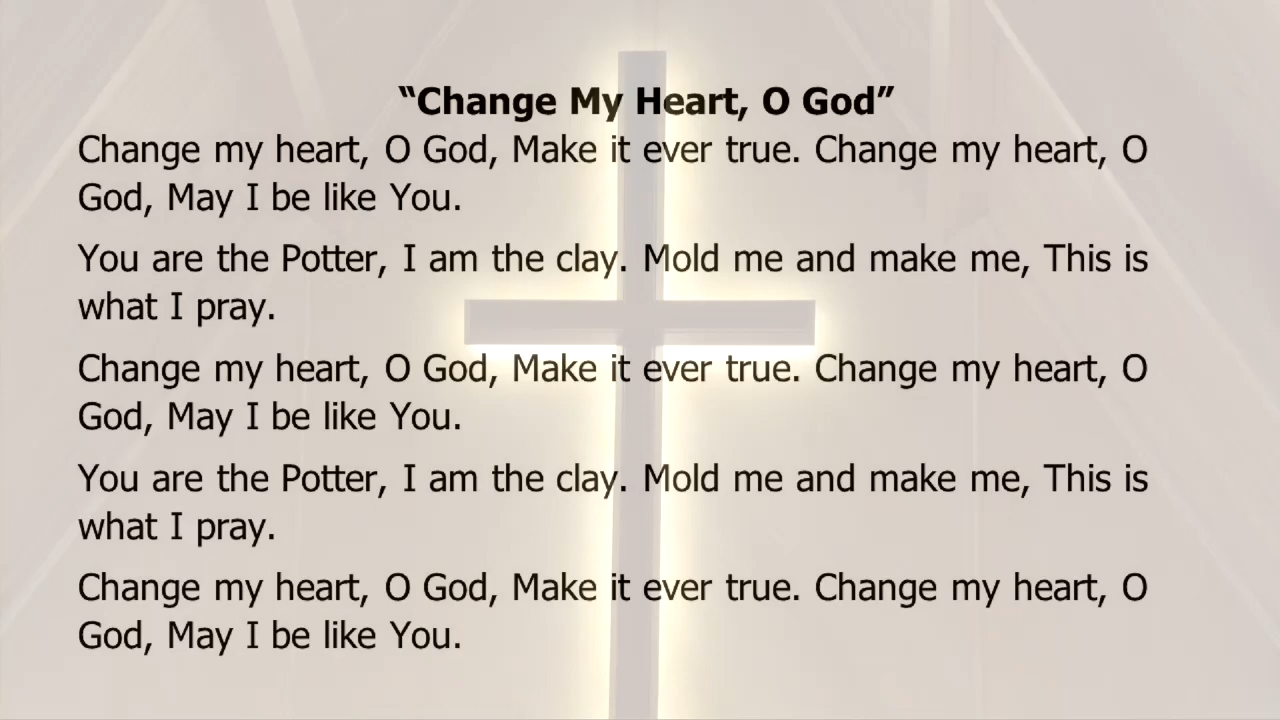 “Change My Heart, O God”
Change my heart, O God, Make it ever true. Change my heart, O
God, May I be like You.
You are the Potter, I am the clay. Mold me and make me, This is
what I pray.
Change my heart, O God, Make it ever true. Change my heart, O
God, May I be like You.
You are the Potter, I am the clay. Mold me and make me, This is
what I pray.
Change my heart, O God, Make it ever true. Change my heart, O
God, May I be like You.